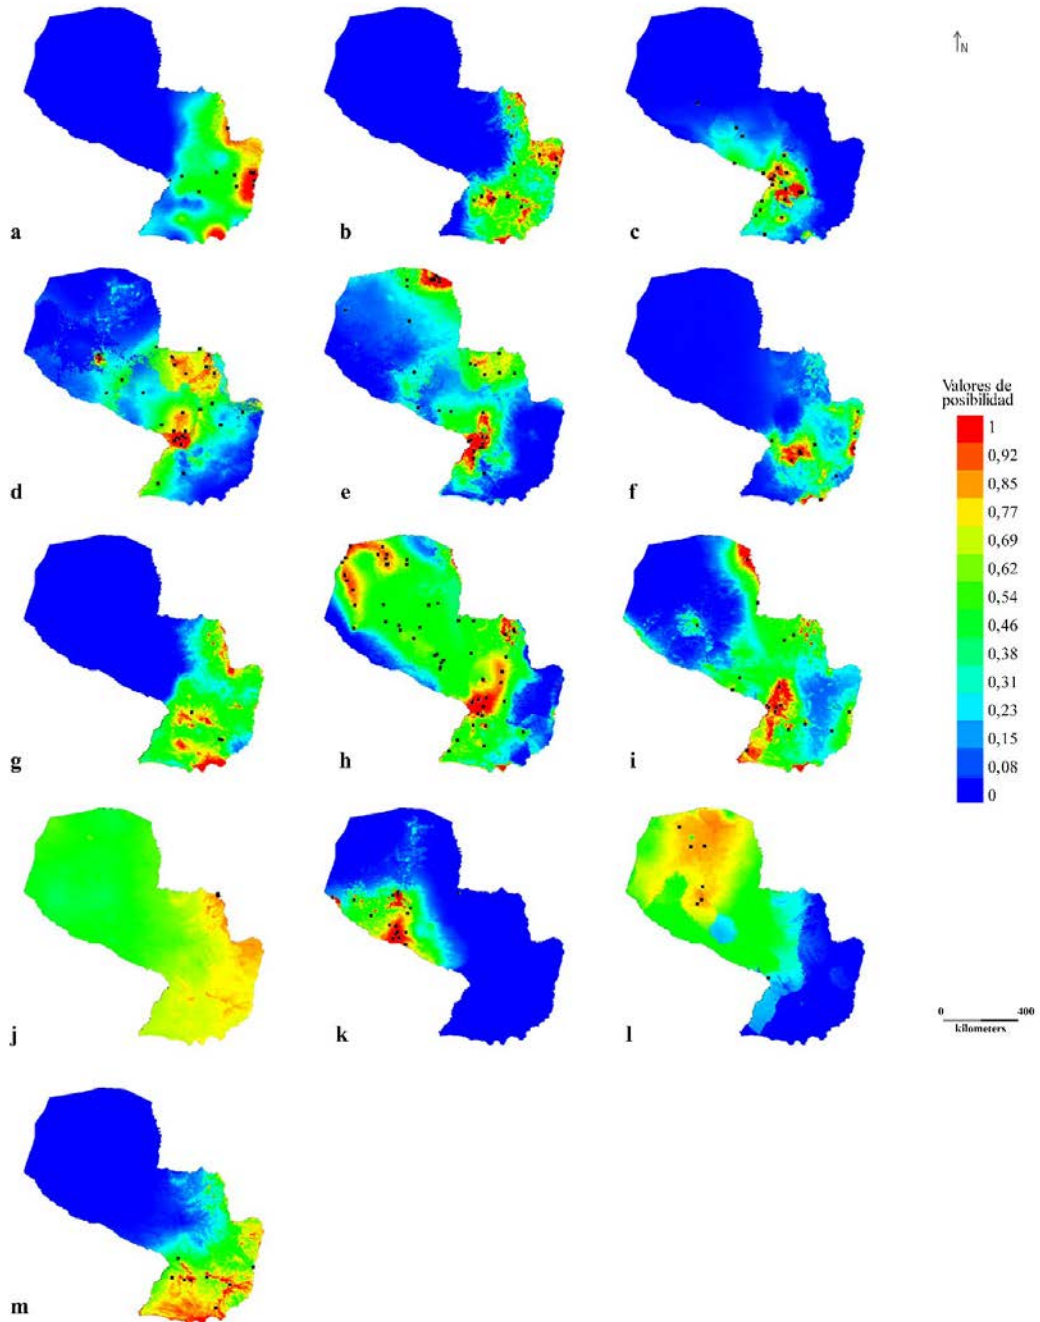 N
a
b
c
d
e
f
Valores de
posibilidad
1
0,92
0,85
0,77
0,69
0,62
0,54
0,46
0,38
0,31
0,23
0,15
0,08
0
g
h
i
j
k
l
0 400
kilometers
m